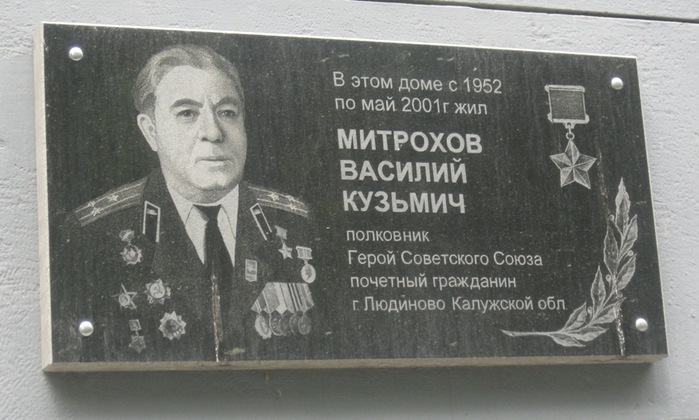 В этом доме с 1952
по май 2001г жил
МИТРОХОВ
ВАСИЛИЙ
КУЗЬМИЧ
полковник
Герой Советского Союза
почетный гражданин
г. Людиново Калужской обл